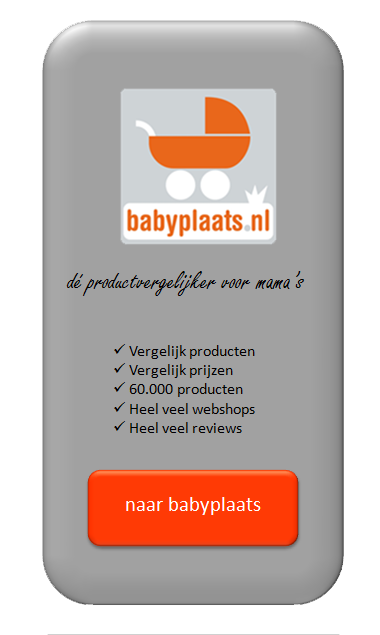 babyplaats.nl
dé productvergelijker voor mama's
✓ Vergelijk producten
✓ Vergelijk prijzen
✓ 60.000 producten
✓ Heel veel webshops
✓ Heel veel reviews
naar babyplaats